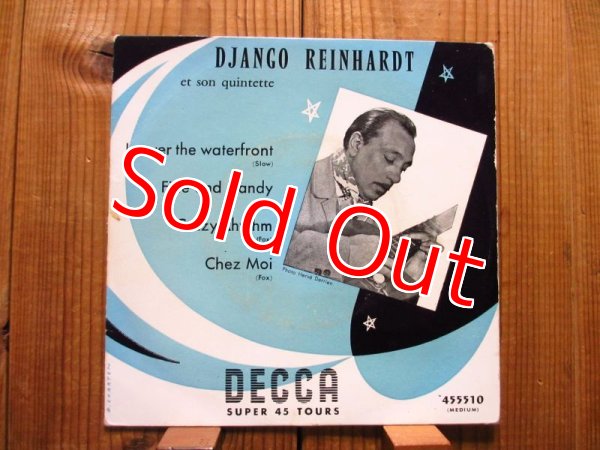 DJANGO REINHARDT
et son quintette
the waterfront
(Slow)
Chez Moi
(Fox)
Sold Out
Photo Hervé Derrien
DECCA
SUPER 45 TOURS
455510
(MEDIUM)